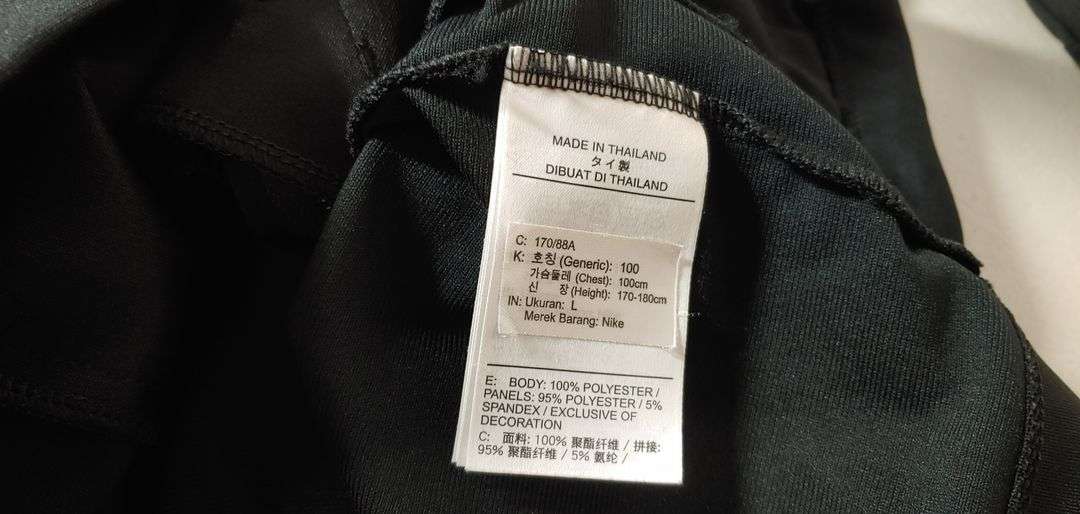 MADE IN THAILAND
タイ製
DIBUAT DI THAILAND
C: 170/88A
K: 호칭 (Generic): 100
가슴둘레 (Chest): 100cm
신 장 (Height): 170-180cm
IN: Ukuran: L
Merek Barang: Nike
E: BODY: 100% POLYESTER /
PANELS: 95% POLYESTER / 5%
SPANDEX / EXCLUSIVE OF
DECORATION
C: 面料: 100% 聚酯纤维 / 拼接:
95% 聚酯纤维 / 5% 氨纶 /